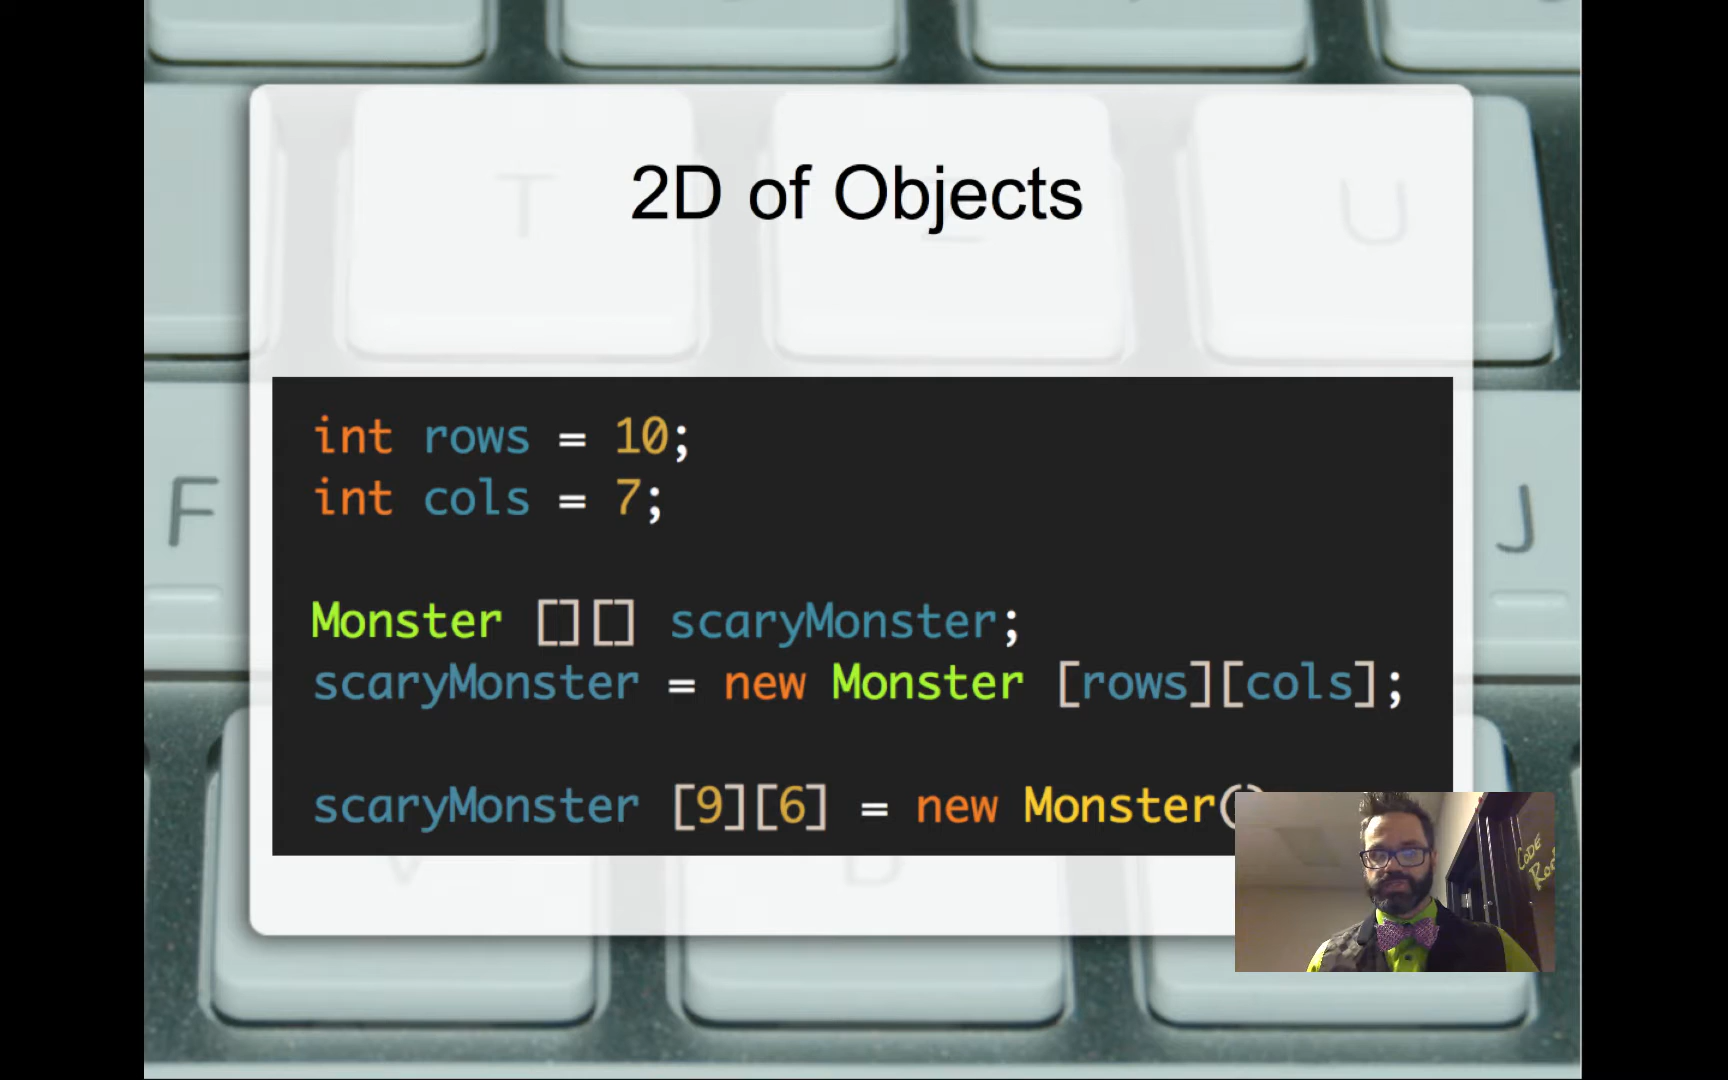 2D of Objects
int rows = 10;
int cols = 7;
Monster [][] scaryMonster;
scaryMonster = new Monster [rows][cols];
scaryMonster [9][6] = new Monster()
T
Z
U
F
J
V
B
CODE